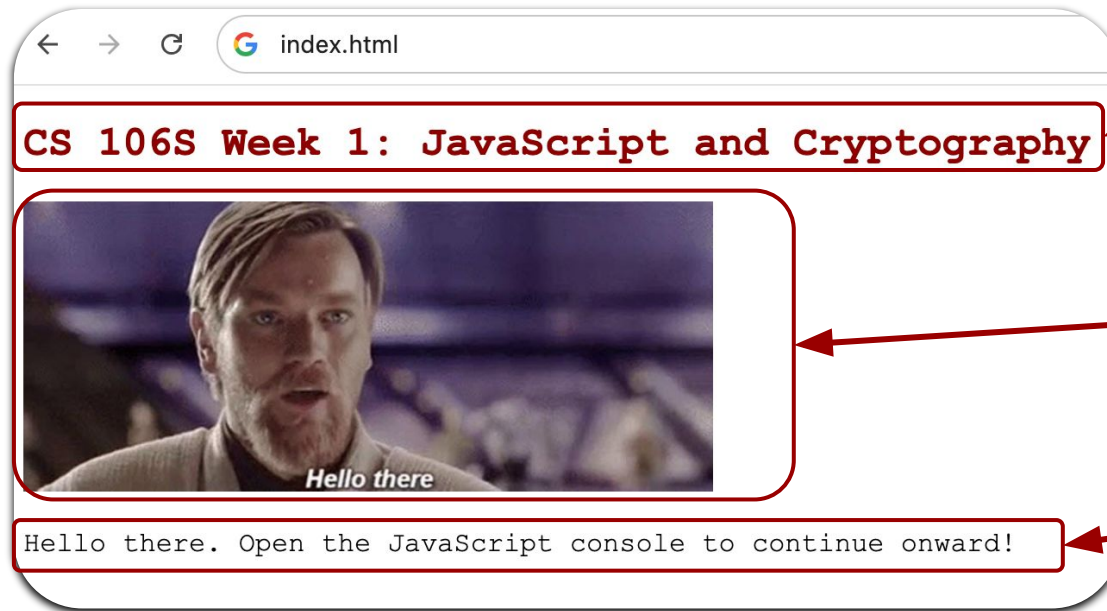 index.html
CS 106S Week 1: JavaScript and Cryptography
Hello there
Hello there. Open the JavaScript console to continue onward!